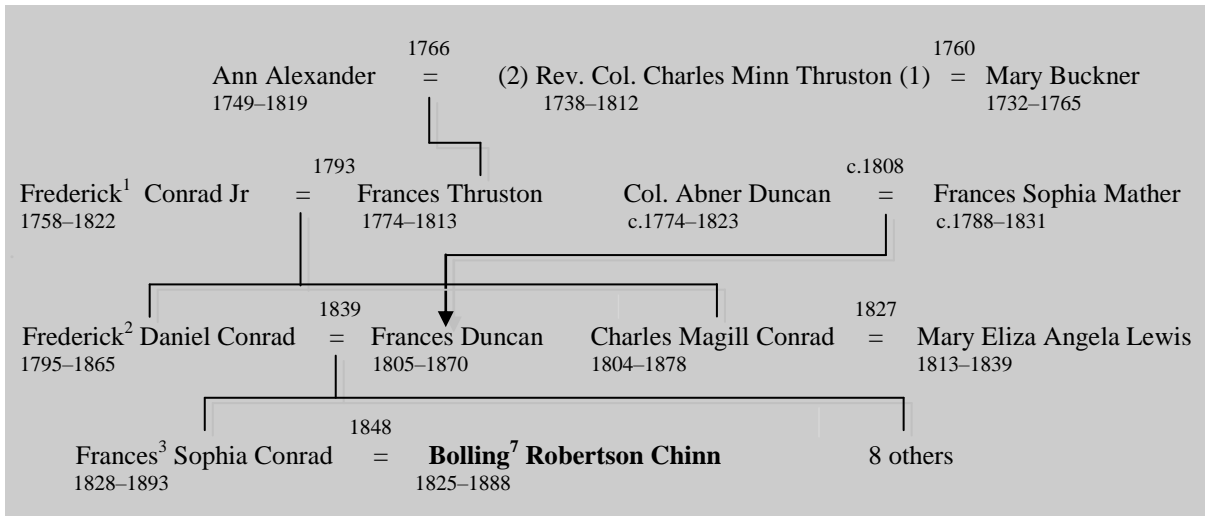 1766 1760
Ann Alexander = (2) Rev. Col. Charles Minn Thruston (1) = Mary Buckner
1749–1819 1738–1812 1732–1765
1793 c.1808
Frederick¹ Conrad Jr = Frances Thruston Col. Abner Duncan = Frances Sophia Mather
1758–1822 1774–1813 c.1774–1823 c.1788–1831
1839 1827
Frederick² Daniel Conrad = Frances Duncan Charles Magill Conrad = Mary Eliza Angela Lewis
1795–1865 1805–1870 1804–1878 1813–1839
1848
Frances³ Sophia Conrad = Bolling⁷ Robertson Chinn 8 others
1828–1893 1825–1888